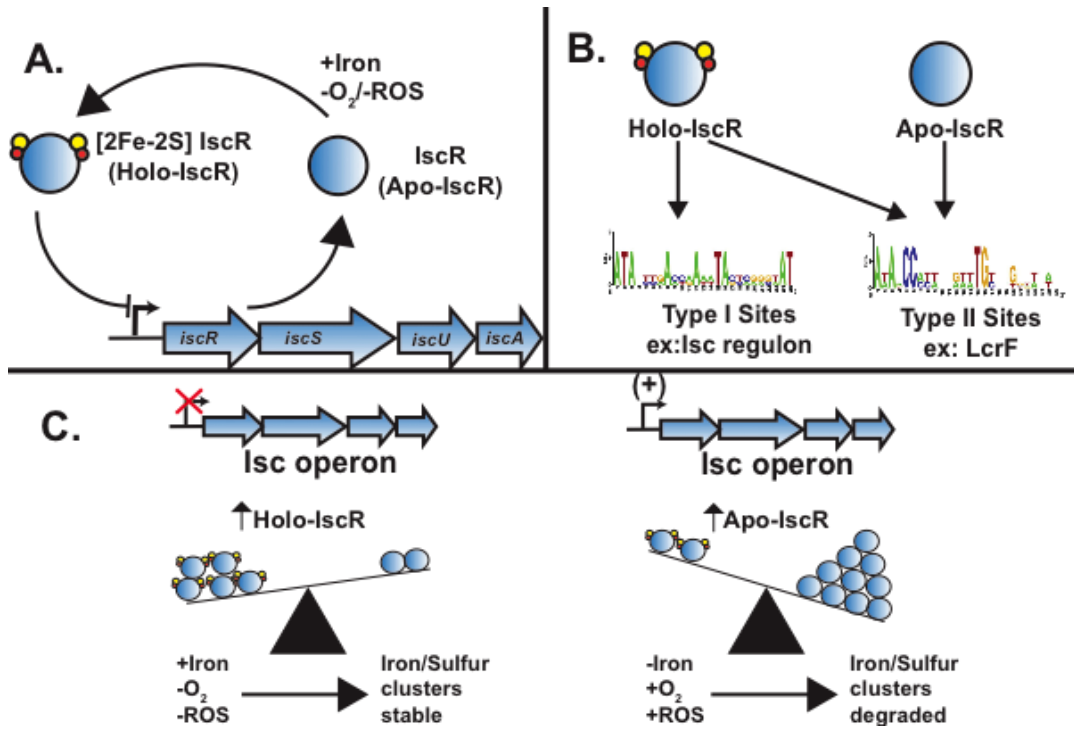 A.
+Iron
-O2/-ROS
[2Fe-2S] IscR
(Holo-IscR)
IscR
(Apo-IscR)
iscR
iscS
iscU
iscA
B.
Holo-IscR
Apo-IscR
Type I Sites
ex:Isc regulon
Type II Sites
ex: LcrF
C.
Isc operon
↑Holo-IscR
+Iron
-O2
-ROS
Iron/Sulfur
clusters
stable
(+)
Isc operon
↑Apo-IscR
-Iron
+O2
+ROS
Iron/Sulfur
clusters
degraded